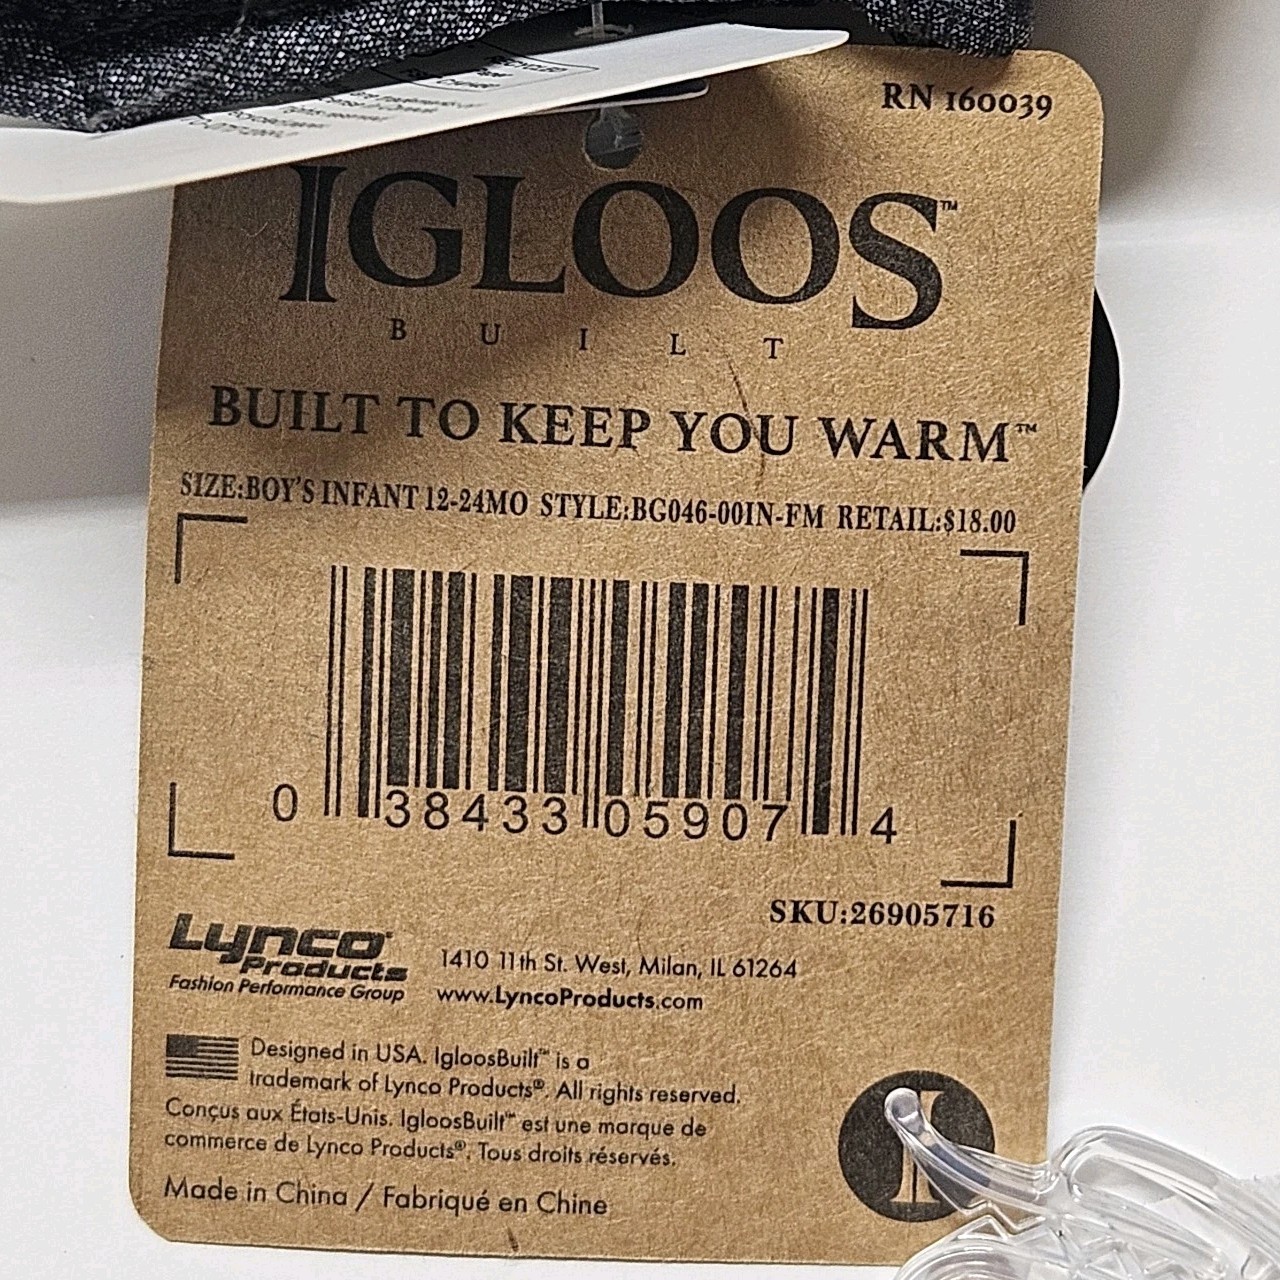 RN 160039
IGLOOS™
BUILT
BUILT TO KEEP YOU WARM™
SIZE:BOY'S INFANT 12-24MO STYLE:BG046-00IN-FM RETAIL:$18.00
0 38433 05907 4
SKU:26905716
Lynco
Products
Fashion Performance Group
1410 11th St. West, Milan, IL 61264
www.LyncoProducts.com
Designed in USA. IgloosBuilt™ is a
trademark of Lynco Products®. All rights reserved.
Conçus aux États-Unis. IgloosBuilt™ est une marque de
commerce de Lynco Products®. Tous droits réservés.
Made in China / Fabriqué en Chine
I